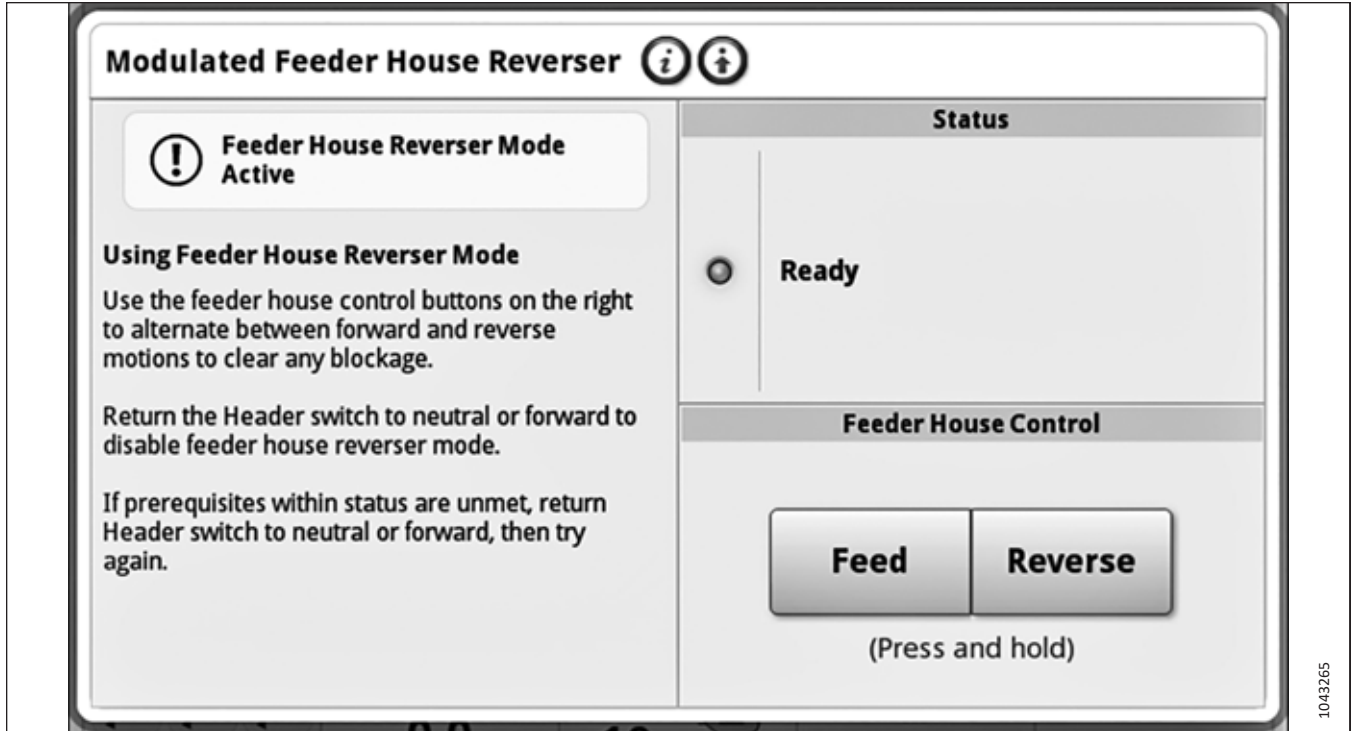 Modulated Feeder House Reverser
Feeder House Reverser Mode
Active
Using Feeder House Reverser Mode
Use the feeder house control buttons on the right
to alternate between forward and reverse
motions to clear any blockage.
Return the Header switch to neutral or forward to
disable feeder house reverser mode.
If prerequisites within status are unmet, return
Header switch to neutral or forward, then try
again.
Status
Ready
Feeder House Control
Feed
Reverse
(Press and hold)
1043265